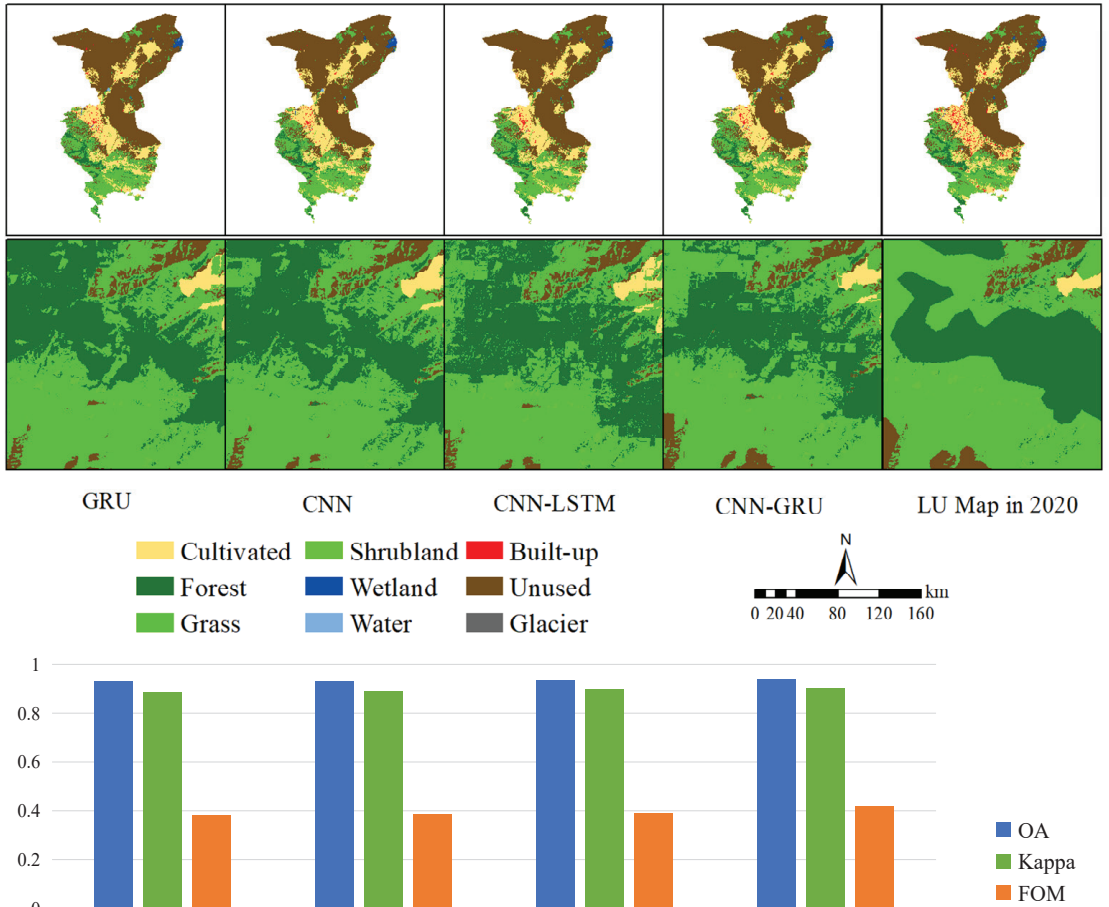 GRU CNN CNN-LSTM CNN-GRU LU Map in 2020
Cultivated Shrubland Built-up
Forest Wetland Unused
Grass Water Glacier
N
km
0 20 40 80 120 160
1
0.8
0.6
0.4
0.2
0
OA
Kappa
FOM